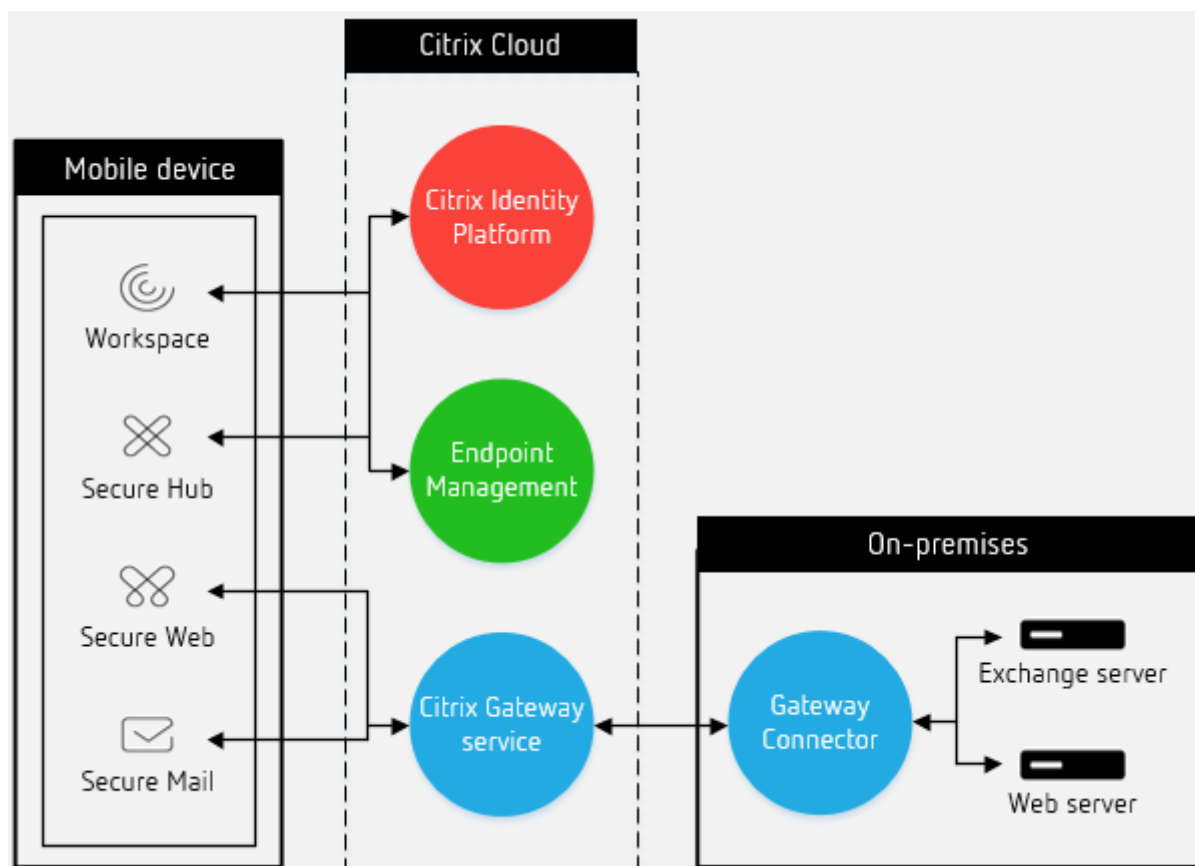 Citrix Cloud
Mobile device
Citrix Identity
Platform
Workspace
Secure Hub
Endpoint
Management
On-premises
Secure Web
Secure Mail
Citrix Gateway
service
Gateway
Connector
Exchange server
Web server